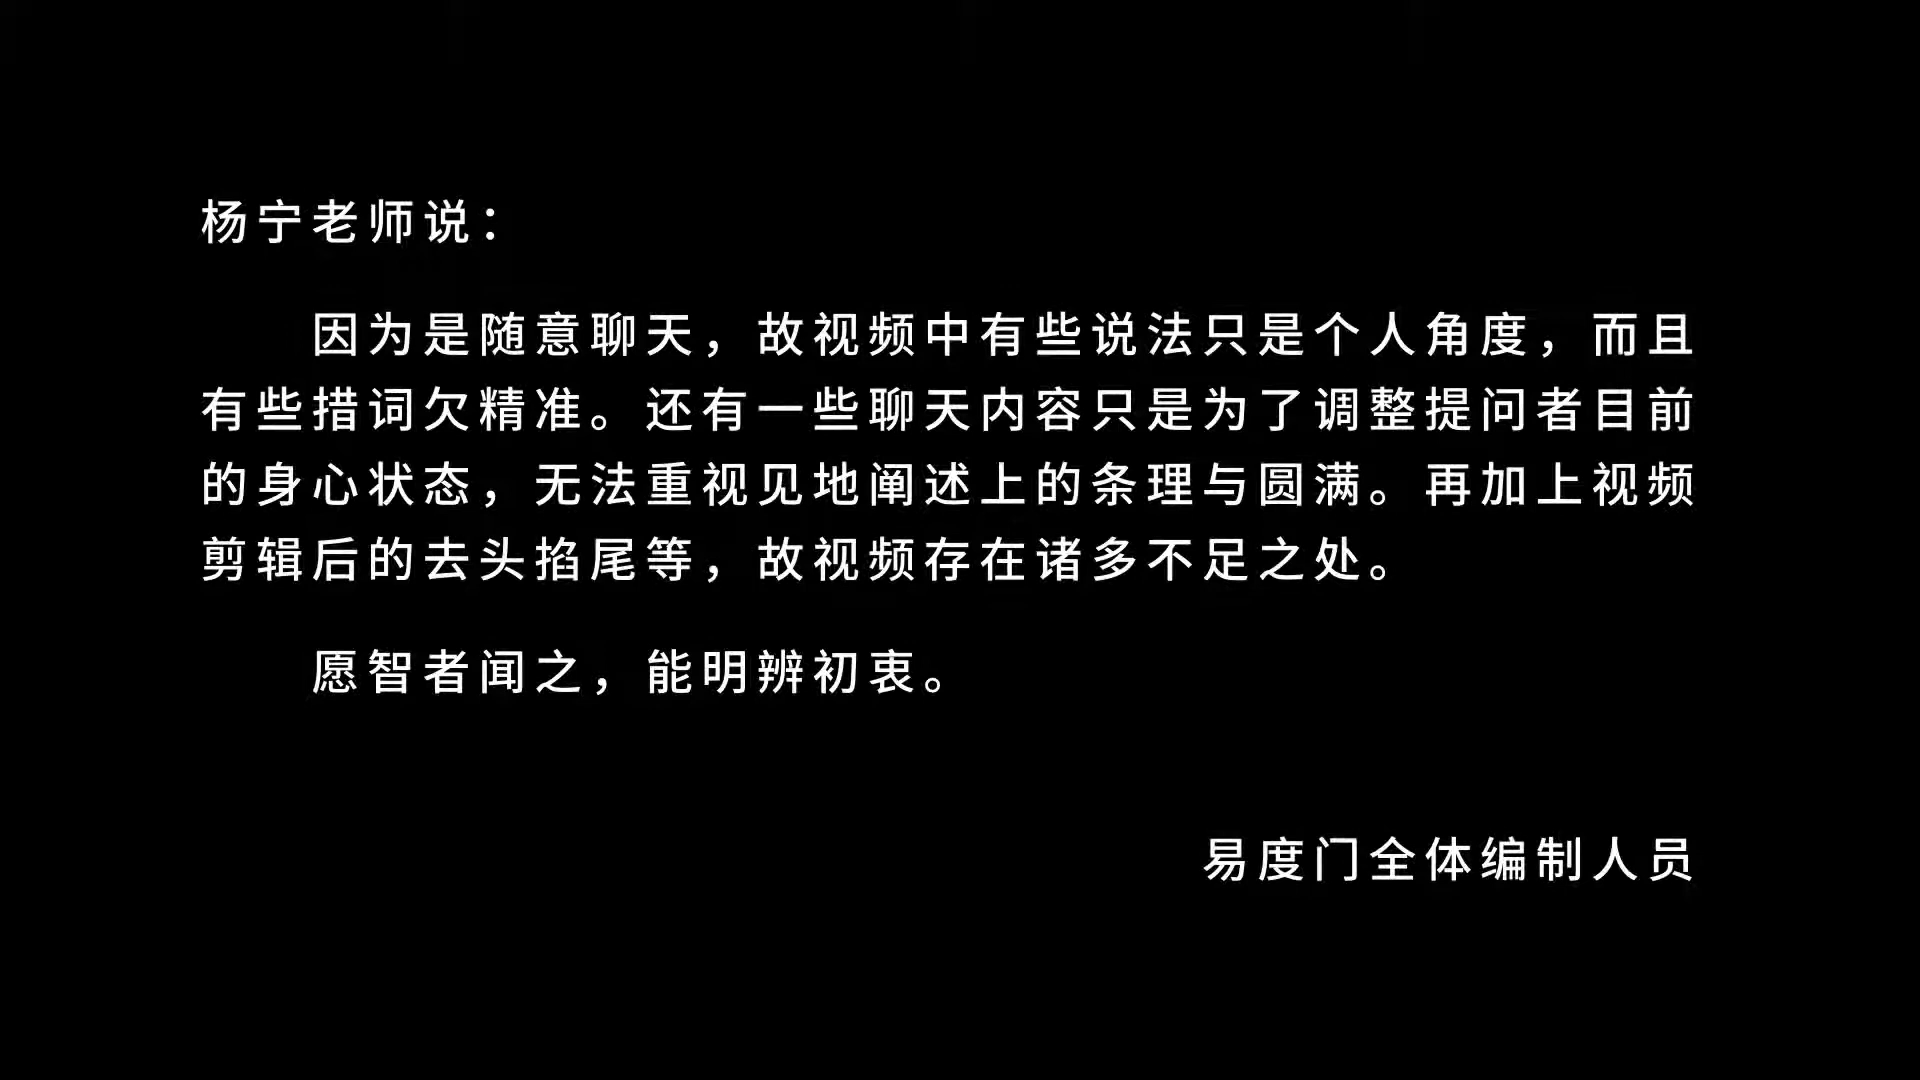 杨宁老师说：
因为是随意聊天，故视频中有些说法只是个人角度，而且
有些措词欠精准。还有一些聊天内容只是为了调整提问者目前
的身心状态，无法重视见地阐述上的条理与圆满。再加上视频
剪辑后的去头掐尾等，故视频存在诸多不足之处。
愿智者闻之，能明辨初衷。
易度门全体编制人员